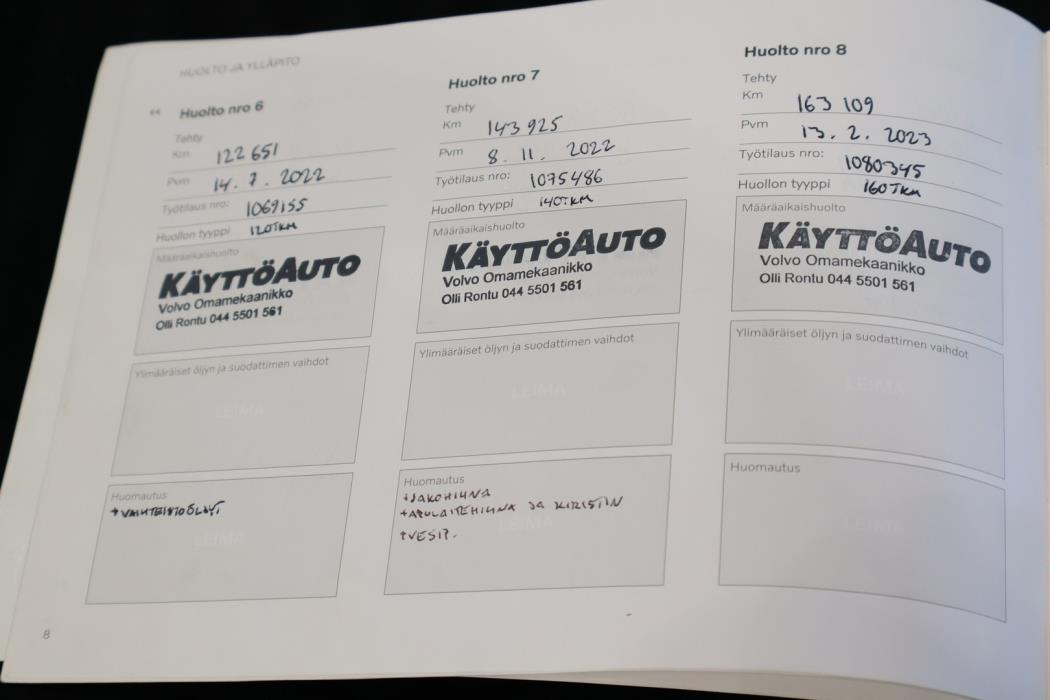 HUOLTO JA YLLÄPITO
Huolto nro 6
Tehty
Km 122 651
Pvm 14. 7. 2022
Työtilaus nro: 1069155
Huollon tyyppi 120TKM
Määräaikaishuolto
KÄYTTÖAUTO
Volvo Omamekaanikko
Olli Rontu 044 5501 561
Ylimääräiset öljyn ja suodattimen vaihdot
LEIMA
Huomautus
+VAIHTEISTOÖLJYT
LEIMA
8
Huolto nro 7
Tehty
Km 143 925
Pvm 8. 11. 2022
Työtilaus nro: 1075486
Huollon tyyppi 140TKM
Määräaikaishuolto
KÄYTTÖAUTO
Volvo Omamekaanikko
Olli Rontu 044 5501 561
Ylimääräiset öljyn ja suodattimen vaihdot
LEIMA
Huomautus
+JAKOHIHNA
+APULAITEHIHNA JA KIRISTIN
+VESIP.
LEIMA
Huolto nro 8
Tehty
Km 163 109
Pvm 13. 2. 2023
Työtilaus nro: 1080345
Huollon tyyppi 160TKM
Määräaikaishuolto
KÄYTTÖAUTO
Volvo Omamekaanikko
Olli Rontu 044 5501 561
Ylimääräiset öljyn ja suodattimen vaihdot
LEIMA
Huomautus